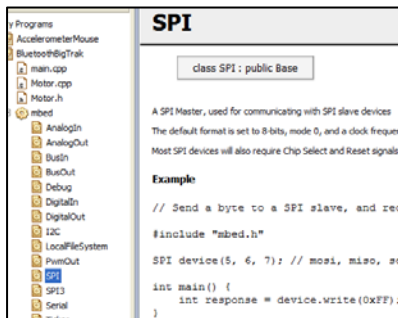 y Programs
AccelerometerMouse
BluetoothBigTrak
main.cpp
Motor.cpp
Motor.h
mbed
AnalogIn
AnalogOut
BusIn
BusOut
Debug
DigitalIn
DigitalOut
I2C
LocalFileSystem
PwmOut
SPI
SPI3
Serial
SPI
class SPI : public Base
A SPI Master, used for communicating with SPI slave devices
The default format is set to 8-bits, mode 0, and a clock freque
Most SPI devices will also require Chip Select and Reset signals
Example
// Send a byte to a SPI slave, and rec
#include "mbed.h"
SPI device(5, 6, 7); // mosi, miso, sc
int main() {
int response = device.write(0xFF);
}